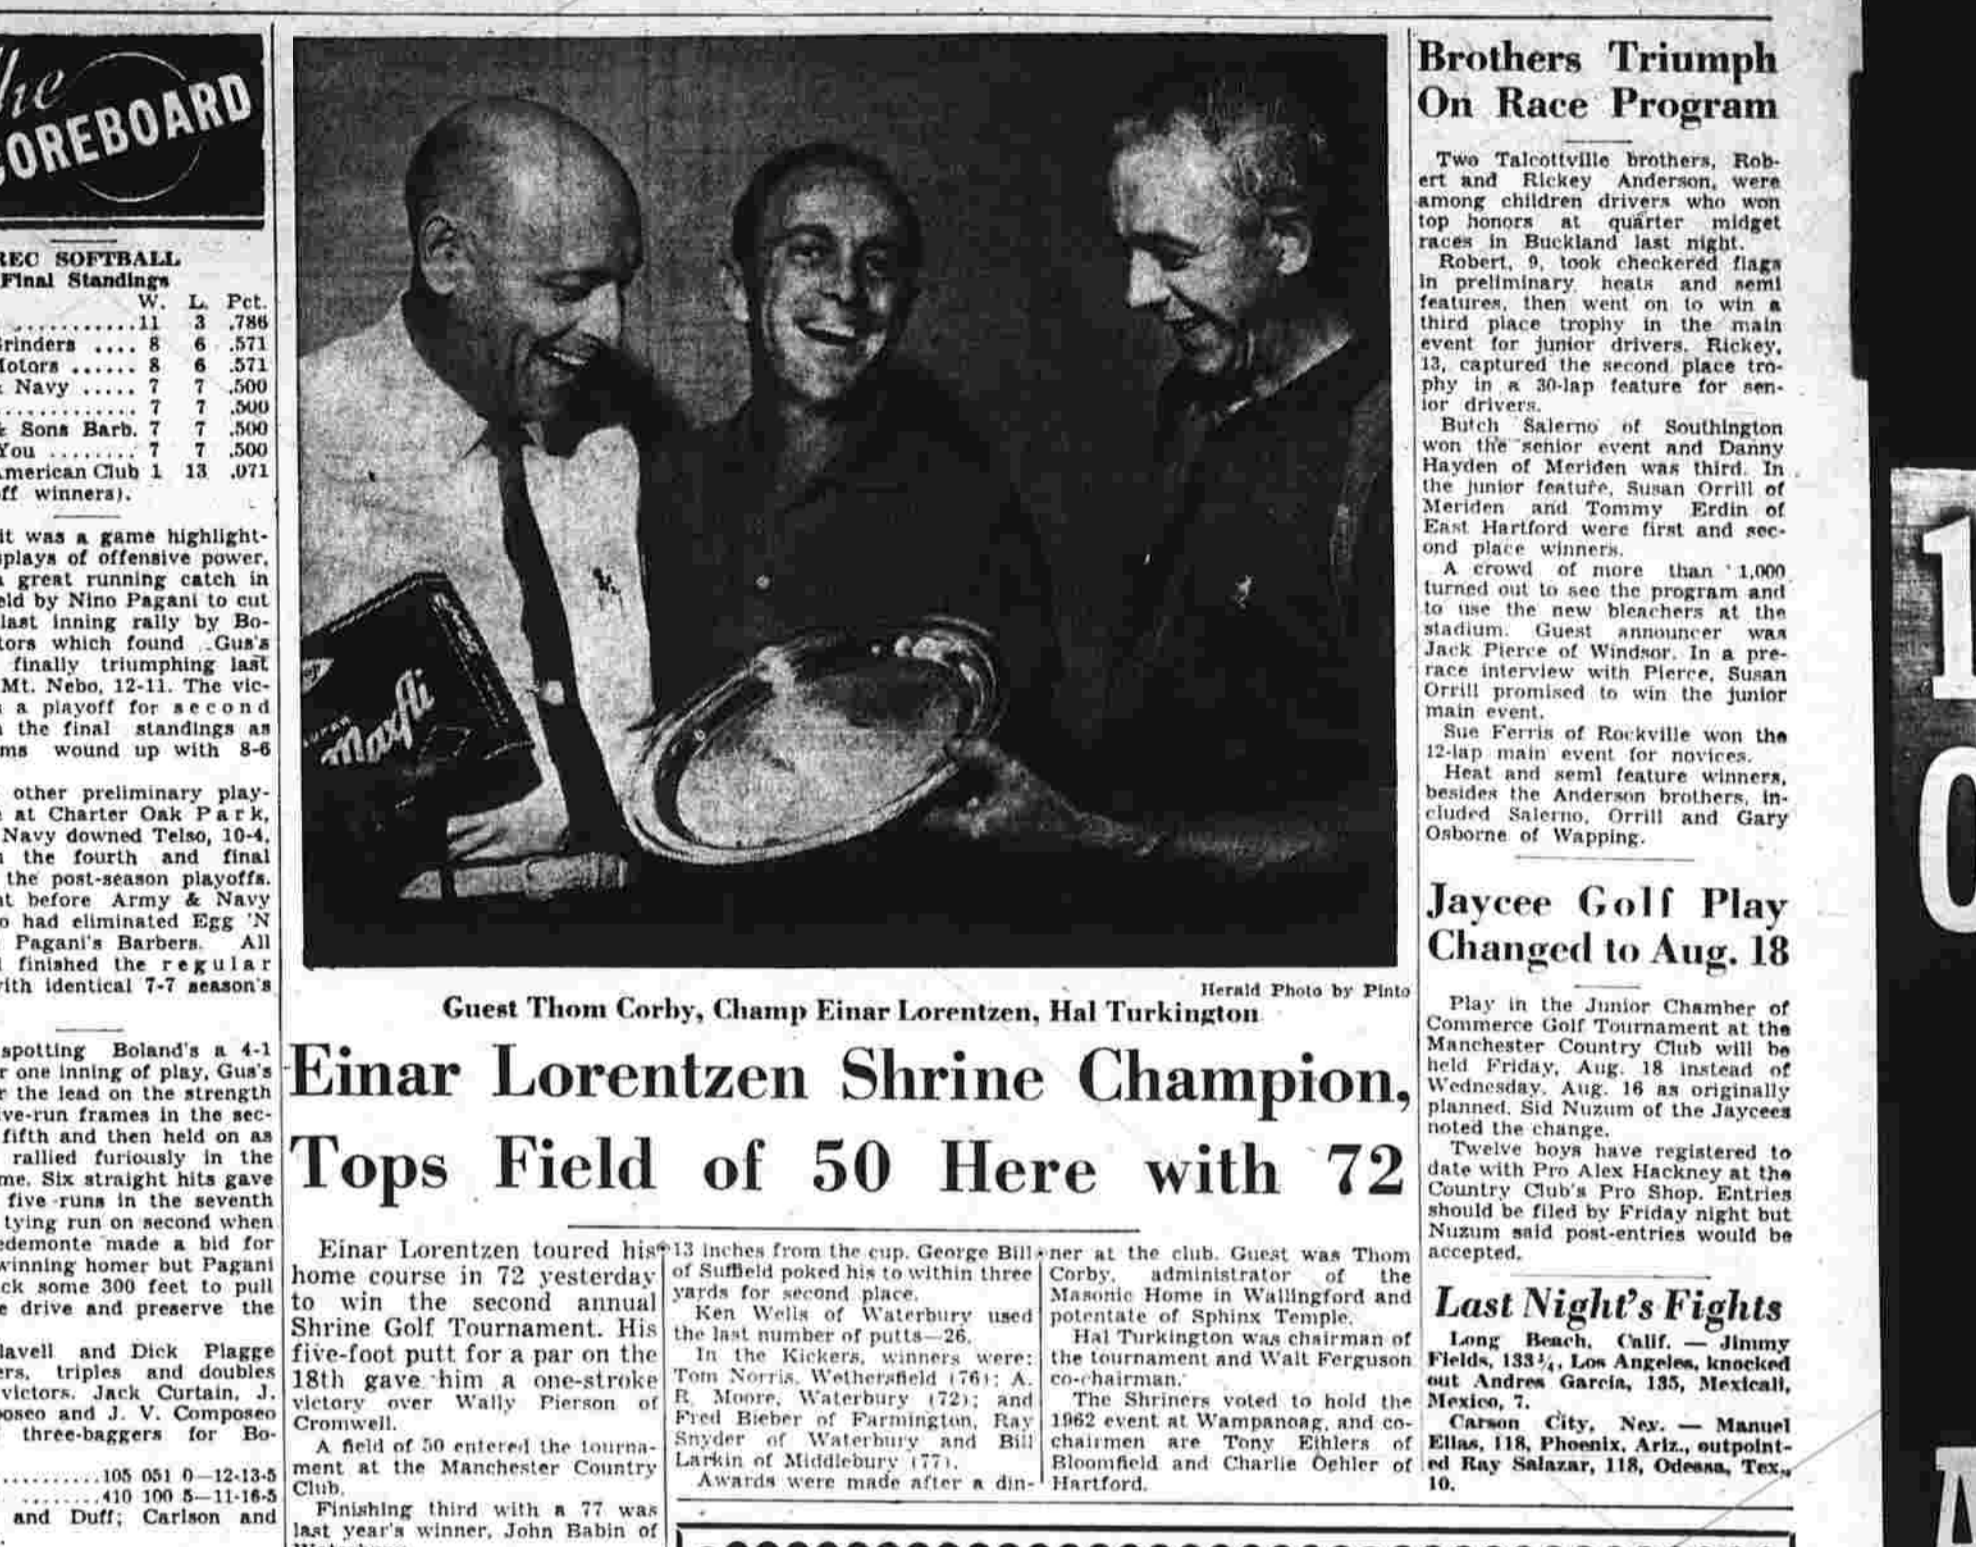 The
SCOREBOARD
REC SOFTBALL
Final Standings
W. L. Pct.
...........11 3 .786
Grinders .... 8 6 .571
Motors ...... 8 6 .571
& Navy ..... 7 7 .500
............. 7 7 .500
& Sons Barb. 7 7 .500
You ........ 7 7 .500
American Club 1 13 .071
ff winners).
it was a game highlight-
splays of offensive power,
a great running catch in
eld by Nino Pagani to cut
last inning rally by Bo-
tors which found Gus's
finally triumphing last
Mt. Nebo, 12-11. The vic-
a playoff for second
the final standings as
ms wound up with 8-6
other preliminary play-
at Charter Oak Park,
Navy downed Telso, 10-4,
the fourth and final
the post-season playoffs.
t before Army & Navy
o had eliminated Egg 'N
Pagani's Barbers. All
finished the regular
with identical 7-7 season's
spotting Boland's a 4-1
r one inning of play, Gus's
r the lead on the strength
ve-run frames in the sec-
fifth and then held on as
rallied furiously in the
me. Six straight hits gave
five runs in the seventh
tying run on second when
edemonte made a bid for
winning homer but Pagani
ck some 300 feet to pull
e drive and preserve the
lavell and Dick Plagge
ers, triples and doubles
victors. Jack Curtain, J.
poseo and J. V. Composeo
three-baggers for Bo-
..........105 051 0—12-13-5
........410 100 5—11-16-5
and Duff; Carlson and
Maxfli
Herald Photo by Pinto
Guest Thom Corby, Champ Einar Lorentzen, Hal Turkington
Einar Lorentzen Shrine Champion,
Tops Field of 50 Here with 72
Einar Lorentzen toured his
home course in 72 yesterday
to win the second annual
Shrine Golf Tournament. His
five-foot putt for a par on the
18th gave him a one-stroke
victory over Wally Pierson of
Cromwell.
A field of 50 entered the tourna-
ment at the Manchester Country
Club.
Finishing third with a 77 was
last year's winner, John Babin of
13 inches from the cup. George Bill
of Suffield poked his to within three
yards for second place.
Ken Wells of Waterbury used
the last number of putts—26.
In the Kickers, winners were:
Tom Norris, Wethersfield (76); A.
R. Moore, Waterbury (72); and
Fred Bieber of Farmington, Ray
Snyder of Waterbury and Bill
Larkin of Middlebury (77).
Awards were made after a din-
ner at the club. Guest was Thom
Corby, administrator of the
Masonic Home in Wallingford and
potentate of Sphinx Temple.
Hal Turkington was chairman of
the tournament and Walt Ferguson
co-chairman.
The Shriners voted to hold the
1962 event at Wampanoag, and co-
chairmen are Tony Eihlers of
Bloomfield and Charlie Oehler of
Hartford.
Brothers Triumph
On Race Program
Two Talcottville brothers, Rob-
ert and Rickey Anderson, were
among children drivers who won
top honors at quarter midget
races in Buckland last night.
Robert, 9, took checkered flags
in preliminary heats and semi
features, then went on to win a
third place trophy in the main
event for junior drivers. Rickey,
13, captured the second place tro-
phy in a 30-lap feature for sen-
ior drivers.
Butch Salerno of Southington
won the senior event and Danny
Hayden of Meriden was third. In
the junior feature, Susan Orrill of
Meriden and Tommy Erdin of
East Hartford were first and sec-
ond place winners.
A crowd of more than 1,000
turned out to see the program and
to use the new bleachers at the
stadium. Guest announcer was
Jack Pierce of Windsor. In a pre-
race interview with Pierce, Susan
Orrill promised to win the junior
main event.
Sue Ferris of Rockville won the
12-lap main event for novices.
Heat and semi feature winners,
besides the Anderson brothers, in-
cluded Salerno, Orrill and Gary
Osborne of Wapping.
Jaycee Golf Play
Changed to Aug. 18
Play in the Junior Chamber of
Commerce Golf Tournament at the
Manchester Country Club will be
held Friday, Aug. 18 instead of
Wednesday, Aug. 16 as originally
planned. Sid Nuzum of the Jaycees
noted the change.
Twelve boys have registered to
date with Pro Alex Hackney at the
Country Club's Pro Shop. Entries
should be filed by Friday night but
Nuzum said post-entries would be
accepted.
Last Night's Fights
Long Beach, Calif. — Jimmy
Fields, 133¼, Los Angeles, knocked
out Andres Garcia, 135, Mexicali,
Mexico, 7.
Carson City, Nev. — Manuel
Elias, 118, Phoenix, Ariz., outpoint-
ed Ray Salazar, 118, Odessa, Tex.,
10.
1
0
A